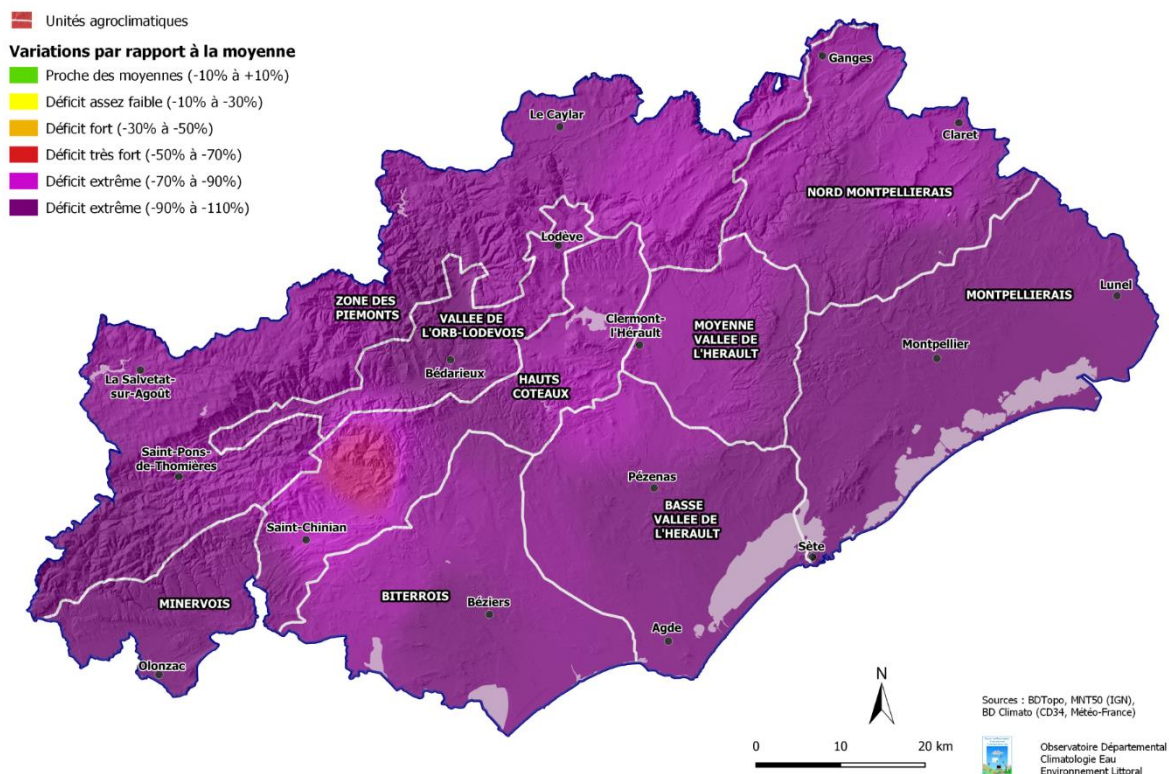 Unités agroclimatiques
Variations par rapport à la moyenne
Proche des moyennes (-10% à +10%)
Déficit assez faible (-10% à -30%)
Déficit fort (-30% à -50%)
Déficit très fort (-50% à -70%)
Déficit extrême (-70% à -90%)
Déficit extrême (-90% à -110%)
Ganges
Le Caylar
Claret
NORD MONTPELLIERAIS
Lodève
MONTPELLIERAIS
Lunel
ZONE DES
PIEMONTS
VALLEE DE
L'ORB-LODEVOIS
Clermont-
l'Hérault
MOYENNE
VALLEE DE
L'HERAULT
Montpellier
La Salvetat-
sur-Agoût
Bédarieux
HAUTS
COTEAUX
Saint-Pons-
de-Thomières
Pézenas
BASSE
VALLEE DE
L'HERAULT
Saint-Chinian
Sète
MINERVOIS
BITERROIS
Béziers
Agde
Olonzac
N
0 10 20 km
Sources : BDTopo, MNT50 (IGN),
BD Climato (CD34, Météo-France)
Observatoire Départemental
Climatologie Eau
Environnement Littoral